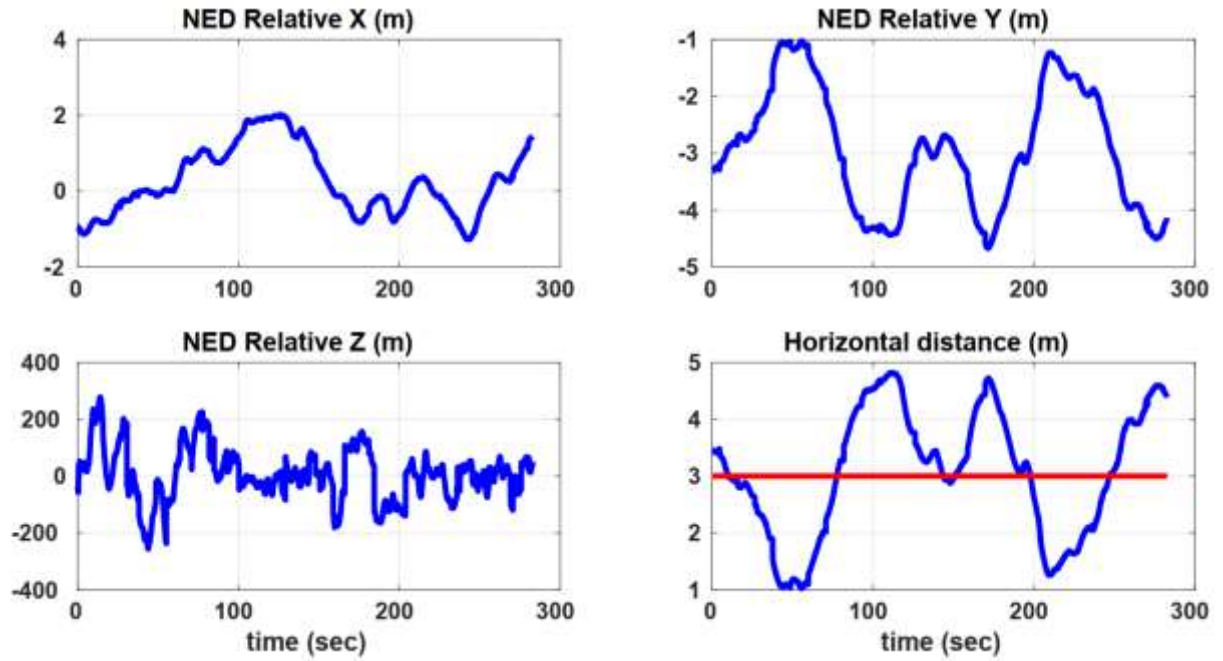 NED Relative X (m)
4
2
0
-2
0 100 200 300
NED Relative Y (m)
-1
-2
-3
-4
-5
0 100 200 300
NED Relative Z (m)
400
200
0
-200
-400
0 100 200 300
time (sec)
Horizontal distance (m)
5
4
3
2
1
0 100 200 300
time (sec)